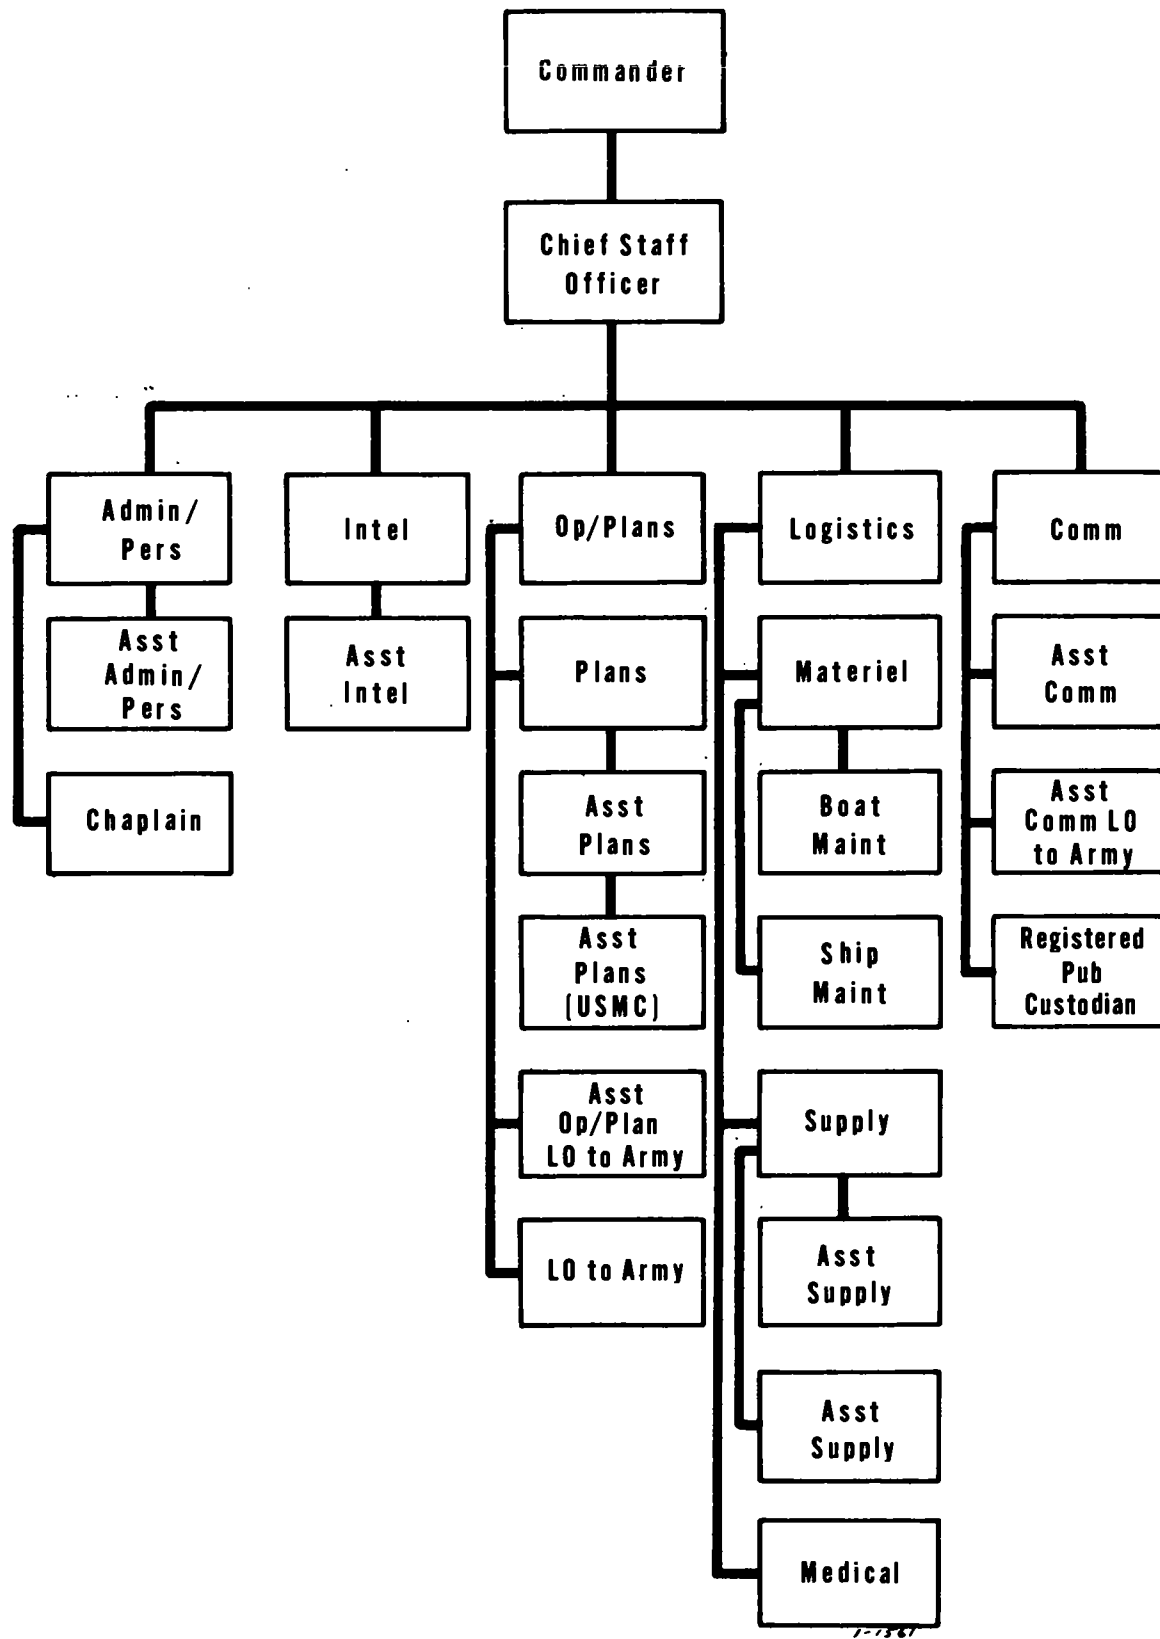 Commander
Chief Staff
Officer
Admin/
Pers
Asst
Admin/
Pers
Chaplain
Intel
Asst
Intel
Op/Plans
Plans
Asst
Plans
Asst
Plans
(USMC)
Asst
Op/Plan
LO to Army
LO to Army
Logistics
Materiel
Boat
Maint
Ship
Maint
Supply
Asst
Supply
Asst
Supply
Medical
Comm
Asst
Comm
Asst
Comm LO
to Army
Registered
Pub
Custodian
1-1561